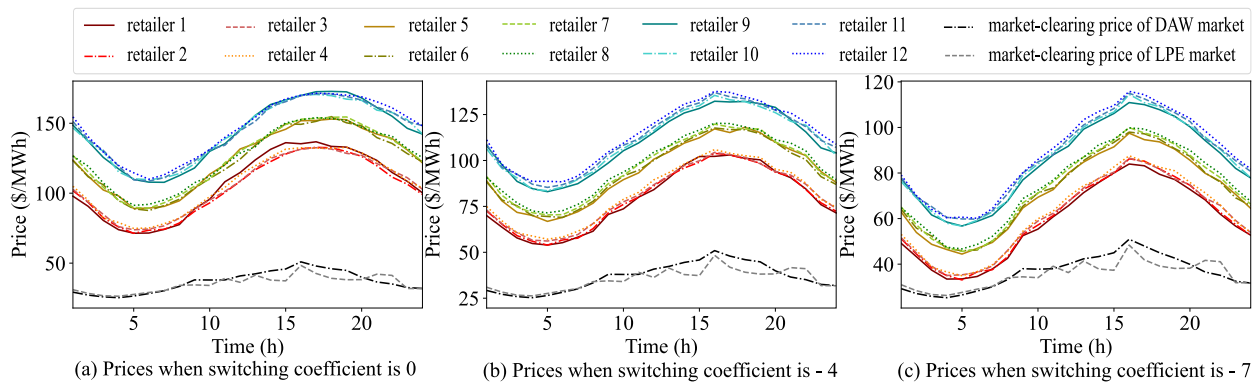 retailer 1 retailer 3 retailer 5 retailer 7 retailer 9 retailer 11 market-clearing price of DAW market
retailer 2 retailer 4 retailer 6 retailer 8 retailer 10 retailer 12 market-clearing price of LPE market
Price ($/MWh)
150
100
50
5 10 15 20
Time (h)
(a) Prices when switching coefficient is 0
Price ($/MWh)
125
100
75
50
25
5 10 15 20
Time (h)
(b) Prices when switching coefficient is - 4
Price ($/MWh)
120
100
80
60
40
5 10 15 20
Time (h)
(c) Prices when switching coefficient is - 7